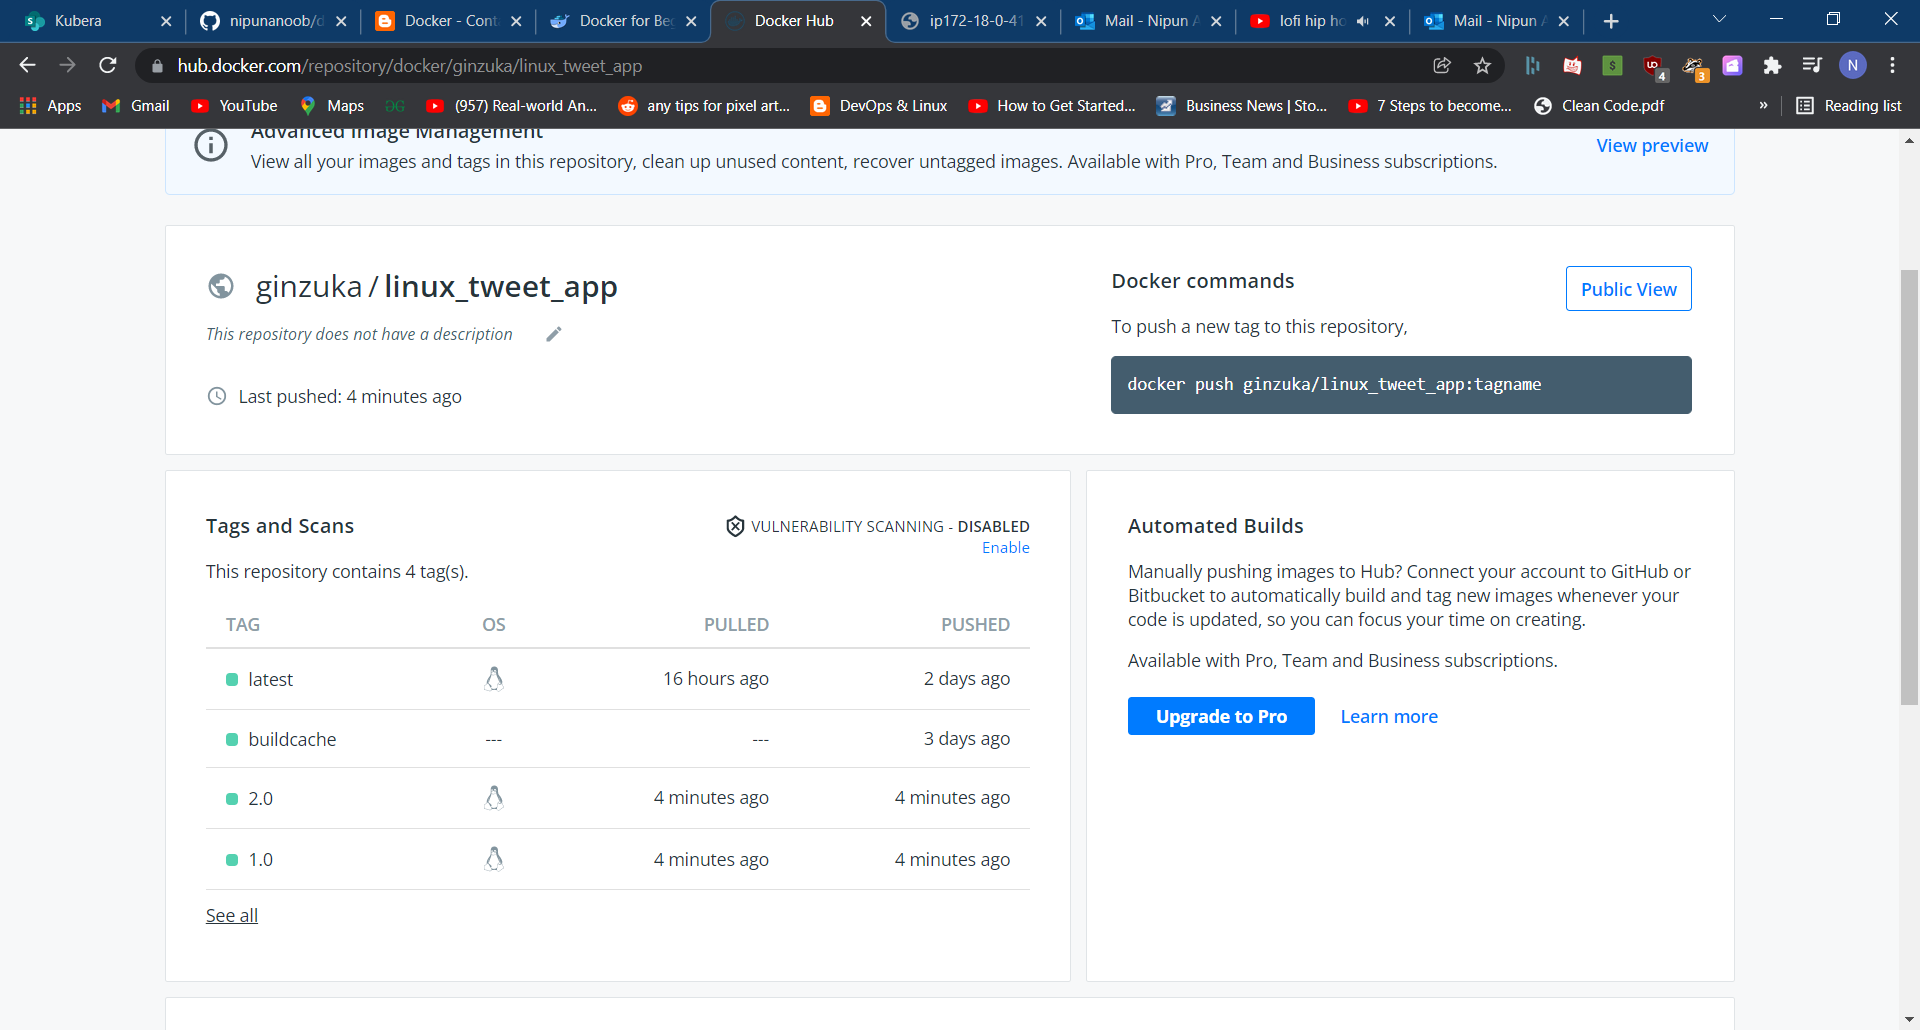 Kubera
nipunanoob/d
Docker - Cont
Docker for Beg
Docker Hub
ip172-18-0-41
Mail - Nipun A
lofi hip ho
Mail - Nipun A
hub.docker.com/repository/docker/ginzuka/linux_tweet_app
4
3
N
Apps
Gmail
YouTube
Maps
(957) Real-world An...
any tips for pixel art...
DevOps & Linux
How to Get Started...
Business News | Sto...
7 Steps to become...
Clean Code.pdf
»
Reading list
Advanced Image Management
View all your images and tags in this repository, clean up unused content, recover untagged images. Available with Pro, Team and Business subscriptions.
View preview
ginzuka / linux_tweet_app
This repository does not have a description
Last pushed: 4 minutes ago
Docker commands
Public View
To push a new tag to this repository,
docker push ginzuka/linux_tweet_app:tagname
Tags and Scans
VULNERABILITY SCANNING - DISABLED
Enable
This repository contains 4 tag(s).
TAG OS PULLED PUSHED
latest 16 hours ago 2 days ago
buildcache --- --- 3 days ago
2.0 4 minutes ago 4 minutes ago
1.0 4 minutes ago 4 minutes ago
See all
Automated Builds
Manually pushing images to Hub? Connect your account to GitHub or
Bitbucket to automatically build and tag new images whenever your
code is updated, so you can focus your time on creating.
Available with Pro, Team and Business subscriptions.
Upgrade to Pro
Learn more